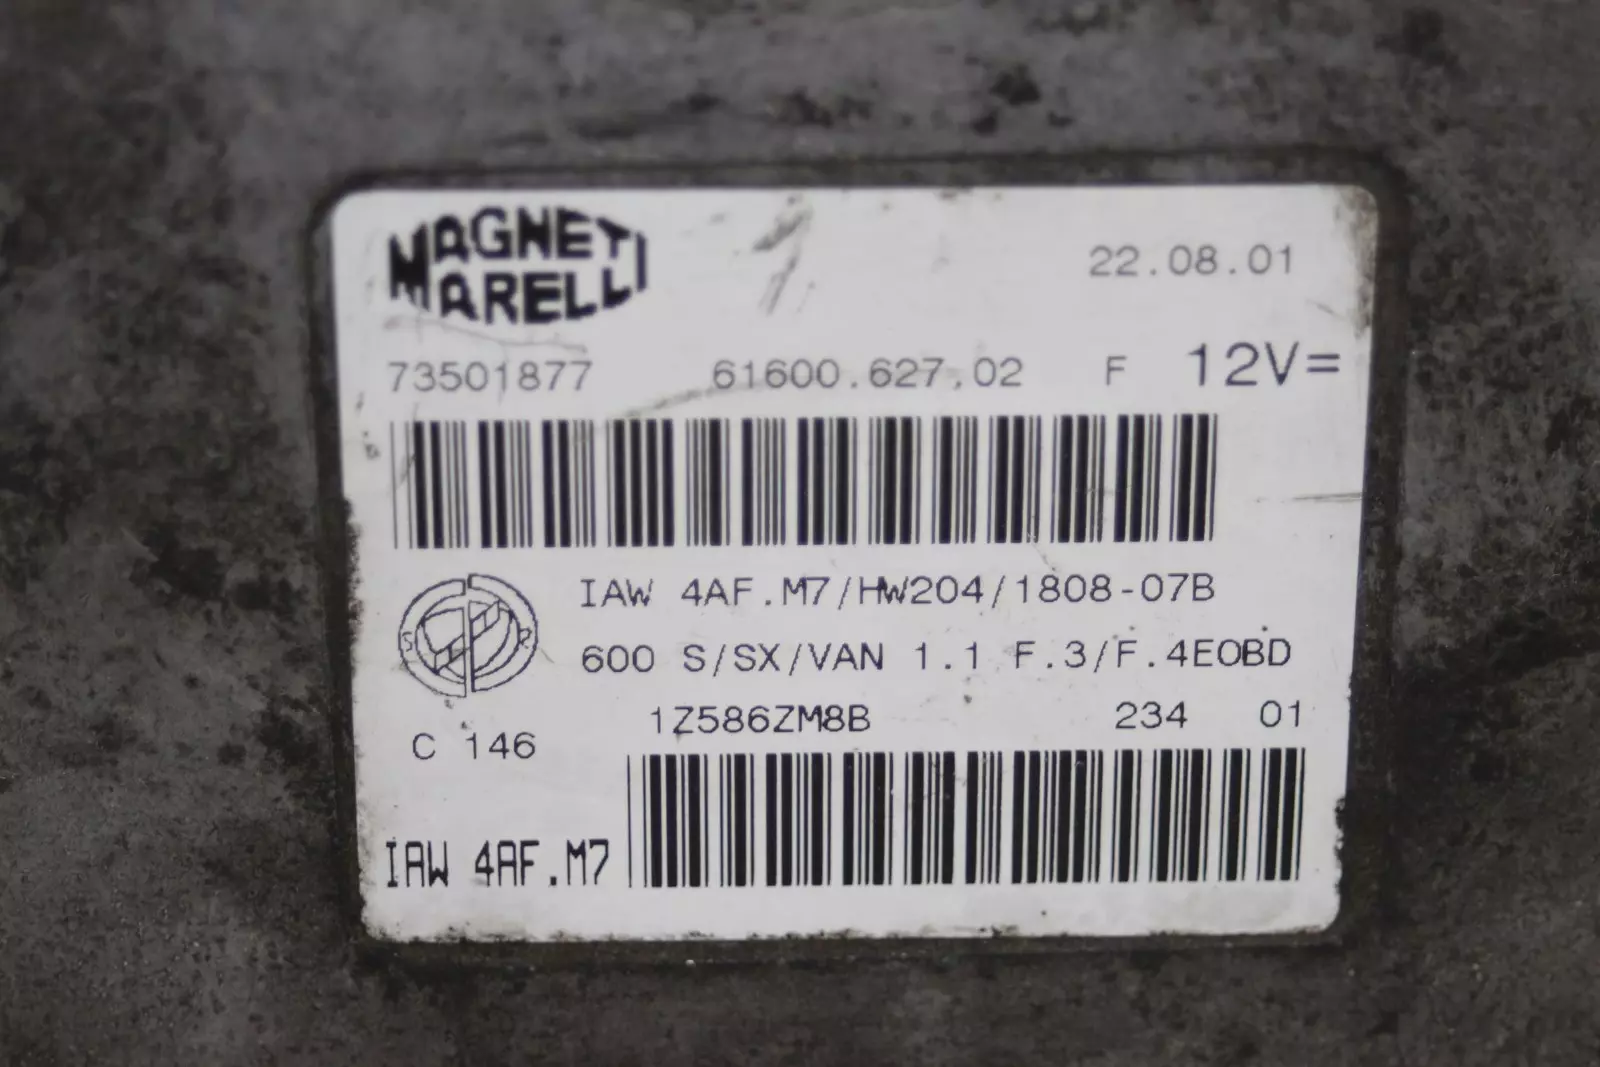 MAGNETI
MARELLI
22.08.01
73501877 61600.627.02 F 12V=
IAW 4AF.M7/HW204/1808-07B
600 S/SX/VAN 1.1 F.3/F.4EOBD
1Z586ZM8B 234 01
C 146
IAW 4AF.M7